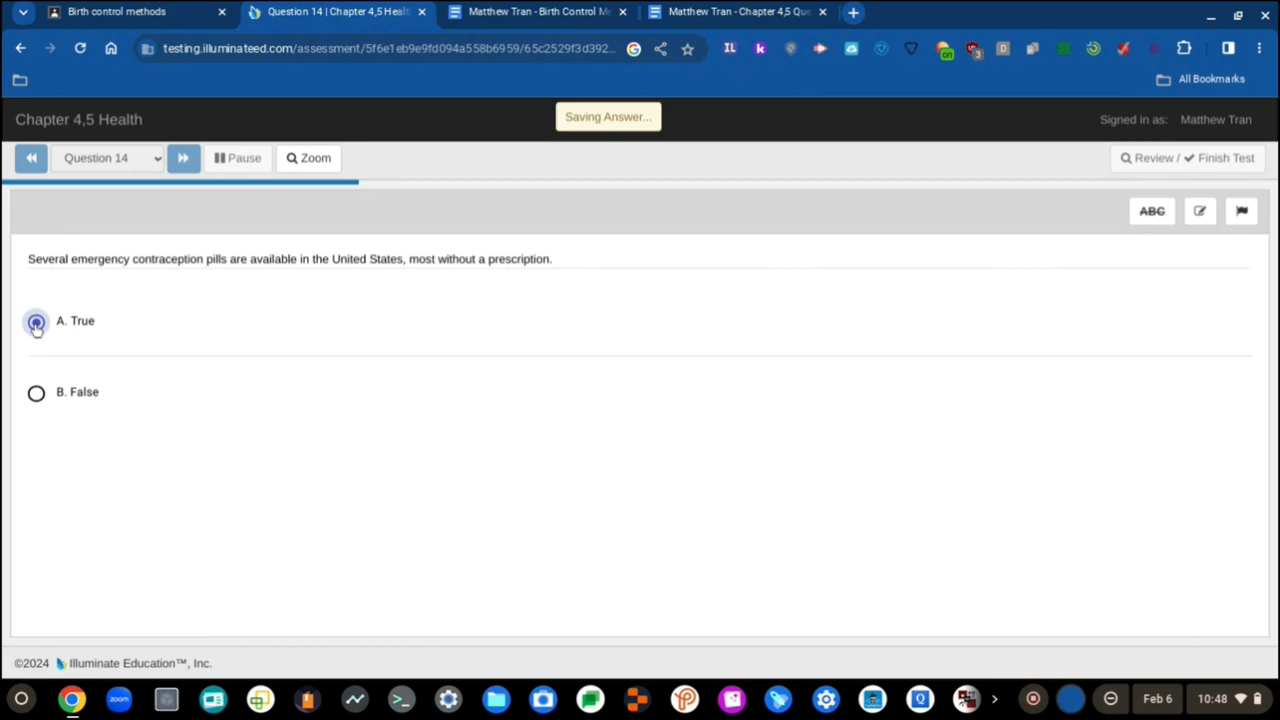 Birth control methods
Question 14 | Chapter 4,5 Heal
Matthew Tran - Birth Control M
Matthew Tran - Chapter 4,5 Que
testing.illuminateed.com/assessment/5f6e1eb9e9fd094a558b6959/65c2529f3d392...
All Bookmarks
Chapter 4,5 Health
Saving Answer...
Signed in as: Matthew Tran
Question 14
Pause
Zoom
Review / Finish Test
ABC
Several emergency contraception pills are available in the United States, most without a prescription.
A. True
B. False
©2024 Illuminate Education™, Inc.
zoom
Feb 6
10:48